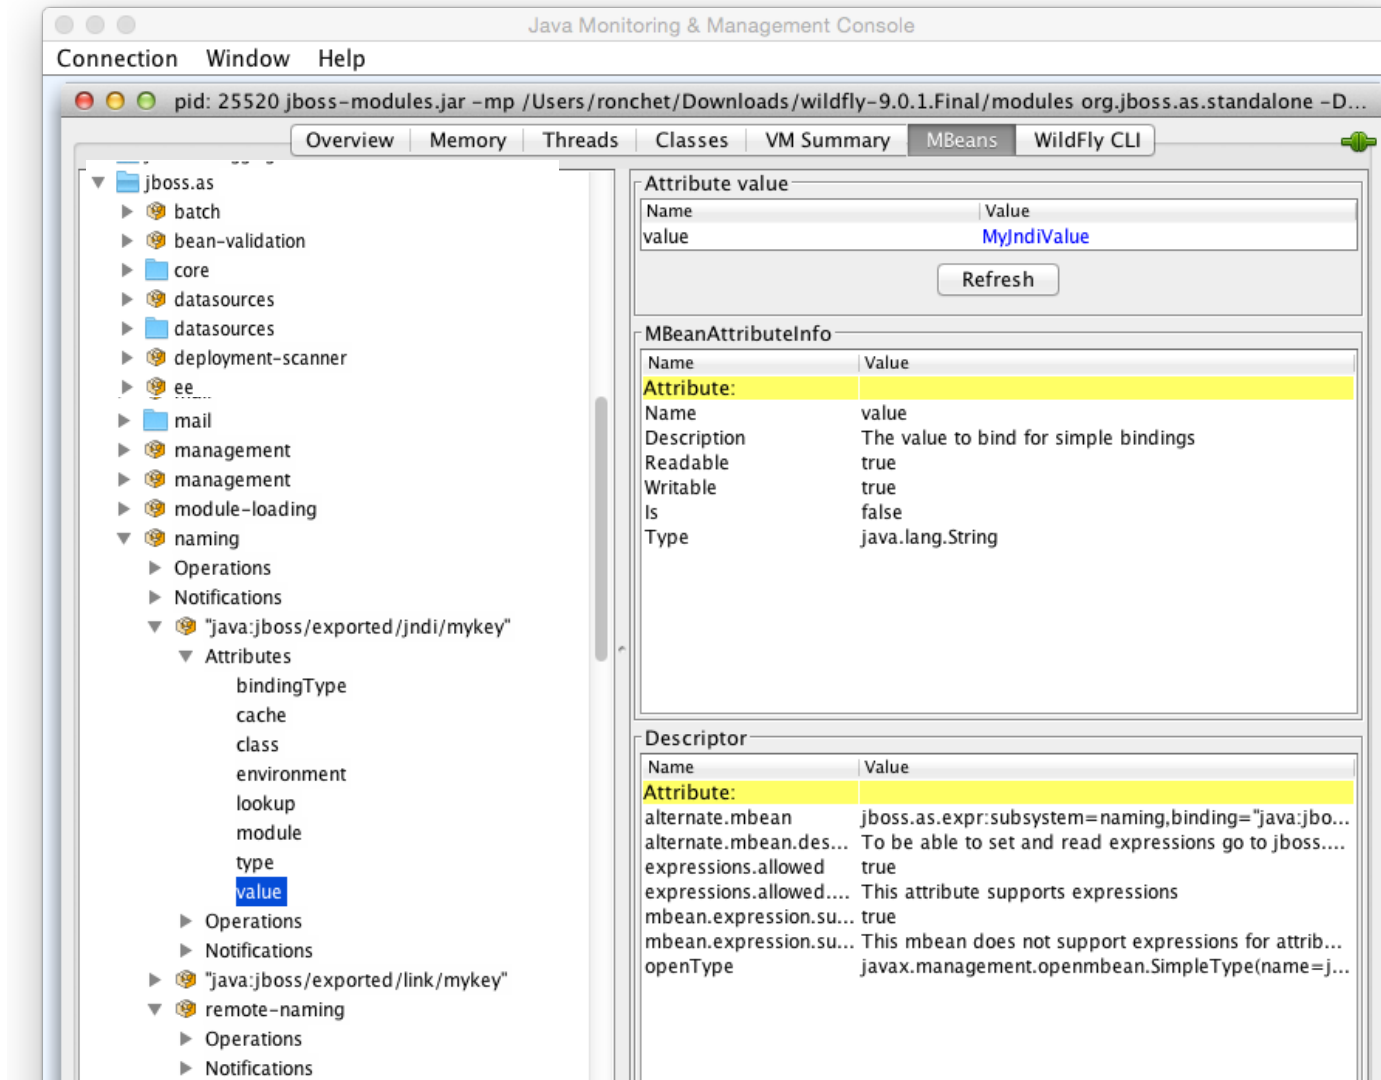 Java Monitoring & Management Console
Connection Window Help
pid: 25520 jboss-modules.jar -mp /Users/ronchet/Downloads/wildfly-9.0.1.Final/modules org.jboss.as.standalone -D...
Overview Memory Threads Classes VM Summary MBeans WildFly CLI
jboss.as
batch
bean-validation
core
datasources
datasources
deployment-scanner
ee
mail
management
management
module-loading
naming
Operations
Notifications
"java:jboss/exported/jndi/mykey"
Attributes
bindingType
cache
class
environment
lookup
module
type
value
Operations
Notifications
"java:jboss/exported/link/mykey"
remote-naming
Operations
Notifications
Attribute value
Name Value
value MyJndiValue
Refresh
MBeanAttributeInfo
Name Value
Attribute:
Name value
Description The value to bind for simple bindings
Readable true
Writable true
Is false
Type java.lang.String
Descriptor
Name Value
Attribute:
alternate.mbean jboss.as.expr:subsystem=naming,binding="java:jbo...
alternate.mbean.des... To be able to set and read expressions go to jboss....
expressions.allowed true
expressions.allowed.... This attribute supports expressions
mbean.expression.su... true
mbean.expression.su... This mbean does not support expressions for attrib...
openType javax.management.openmbean.SimpleType(name=j...